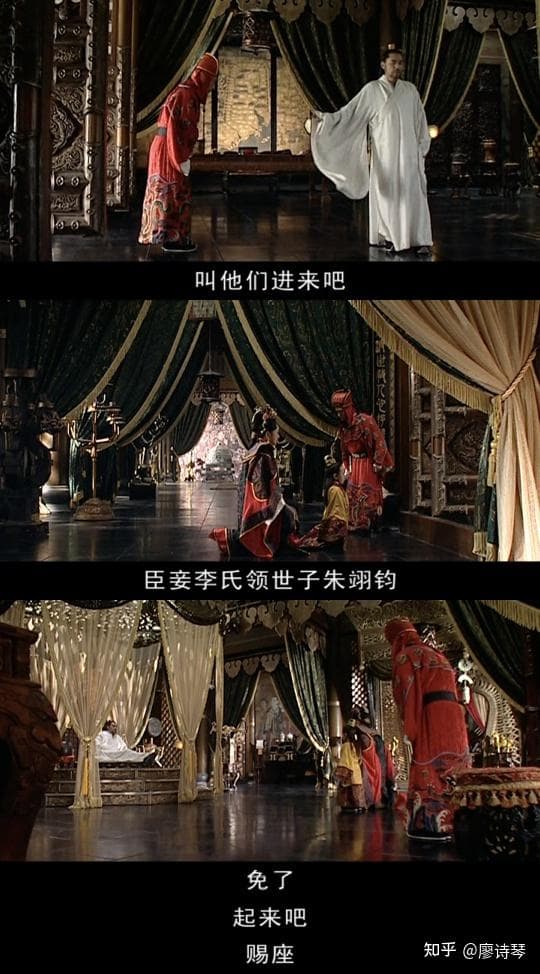 叫他们进来吧
臣妾李氏领世子朱翊钧
免了
起来吧
赐座
知乎 @廖诗琴